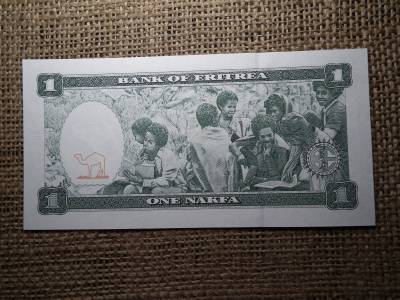 1 BANK OF ERITREA 1
1 ONE NAKFA 1